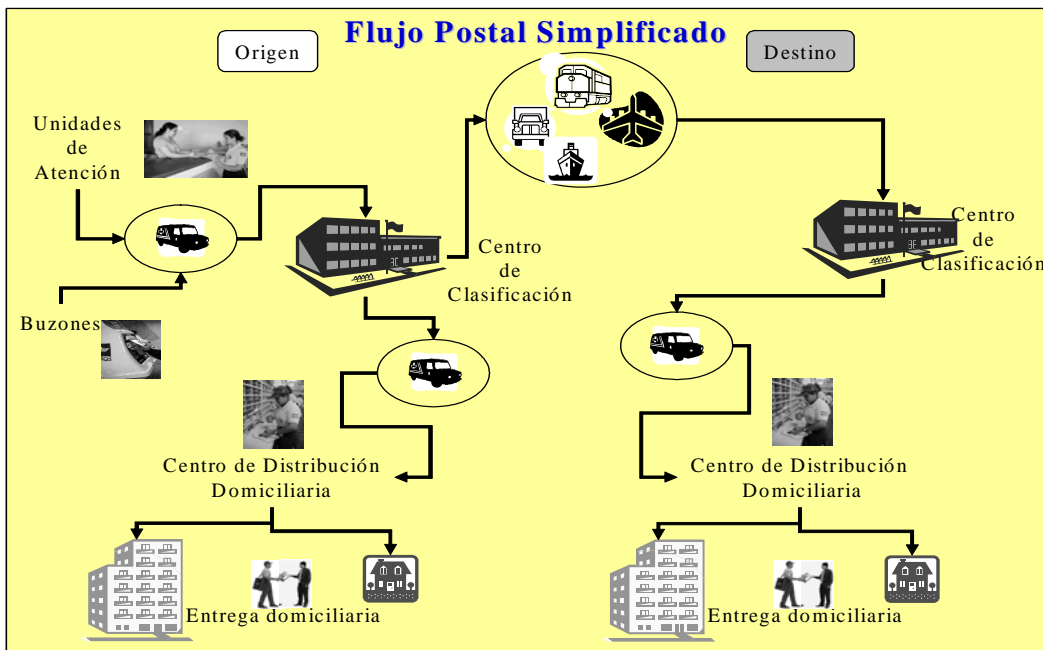 Flujo Postal Simplificado
Origen
Destino
Unidades
de
Atención
Centro
de
Clasificación
Centro
de
Clasificación
Buzones
Centro de Distribución
Domiciliaria
Centro de Distribución
Domiciliaria
Entrega domiciliaria
Entrega domiciliaria